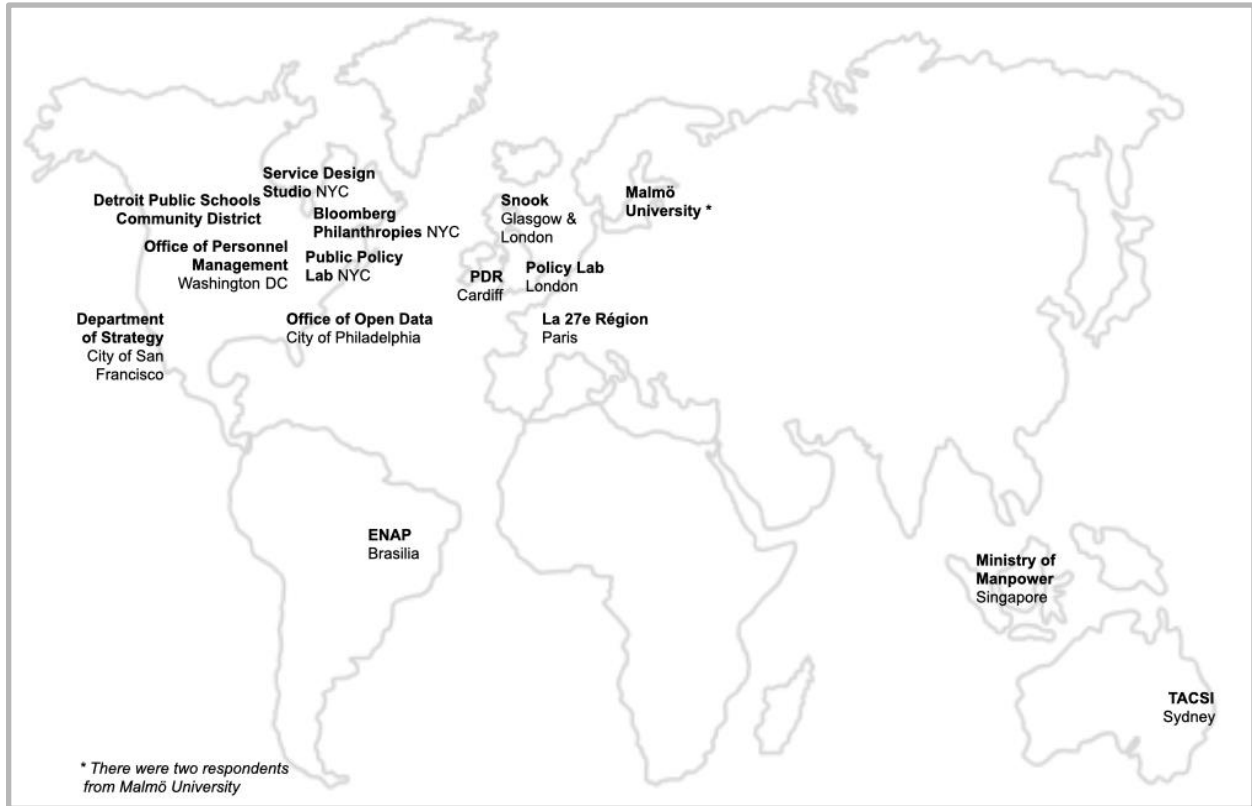 Service Design
Studio NYC
Detroit Public Schools
Community District
Bloomberg
Philanthropies NYC
Office of Personnel
Management
Washington DC
Public Policy
Lab NYC
Department
of Strategy
City of San
Francisco
Office of Open Data
City of Philadelphia
Snook
Glasgow &
London
Malmö
University *
PDR
Cardiff
Policy Lab
London
La 27e Région
Paris
ENAP
Brasilia
Ministry of
Manpower
Singapore
TACSI
Sydney
* There were two respondents
from Malmö University